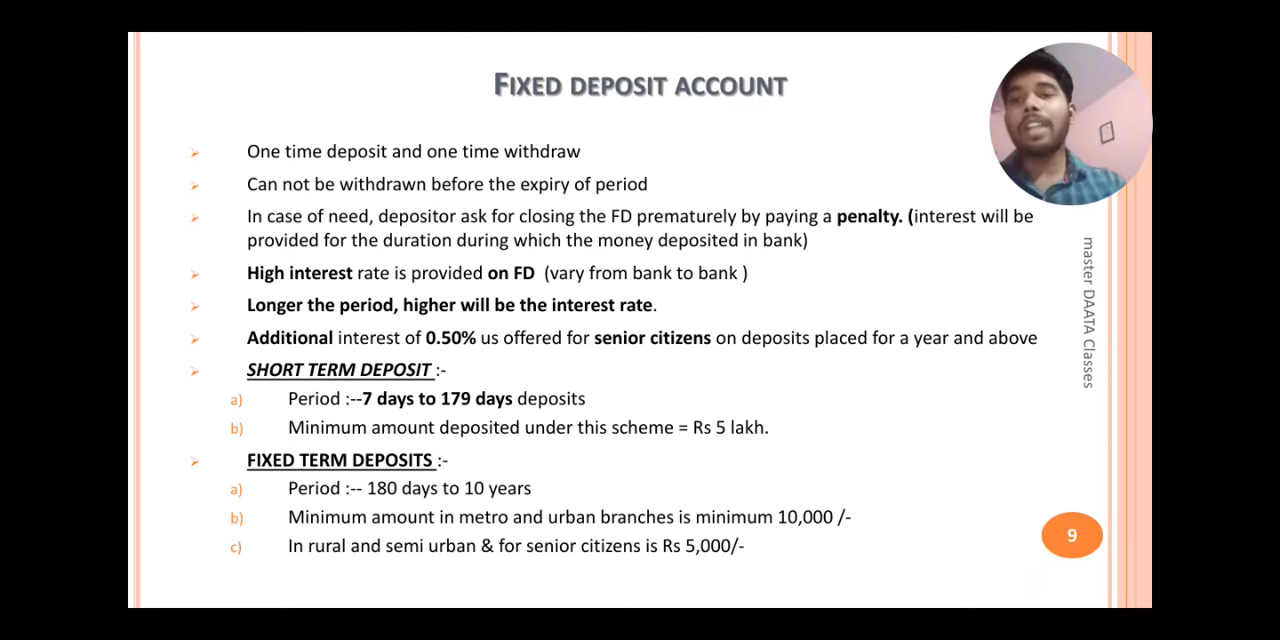 FIXED DEPOSIT ACCOUNT
➢ One time deposit and one time withdraw
➢ Can not be withdrawn before the expiry of period
➢ In case of need, depositor ask for closing the FD prematurely by paying a penalty. (interest will be
provided for the duration during which the money deposited in bank)
➢ High interest rate is provided on FD (vary from bank to bank )
➢ Longer the period, higher will be the interest rate.
➢ Additional interest of 0.50% us offered for senior citizens on deposits placed for a year and above
➢ SHORT TERM DEPOSIT :-
a) Period :--7 days to 179 days deposits
b) Minimum amount deposited under this scheme = Rs 5 lakh.
➢ FIXED TERM DEPOSITS :-
a) Period :-- 180 days to 10 years
b) Minimum amount in metro and urban branches is minimum 10,000 /-
c) In rural and semi urban & for senior citizens is Rs 5,000/-
master DAATA Classes
9